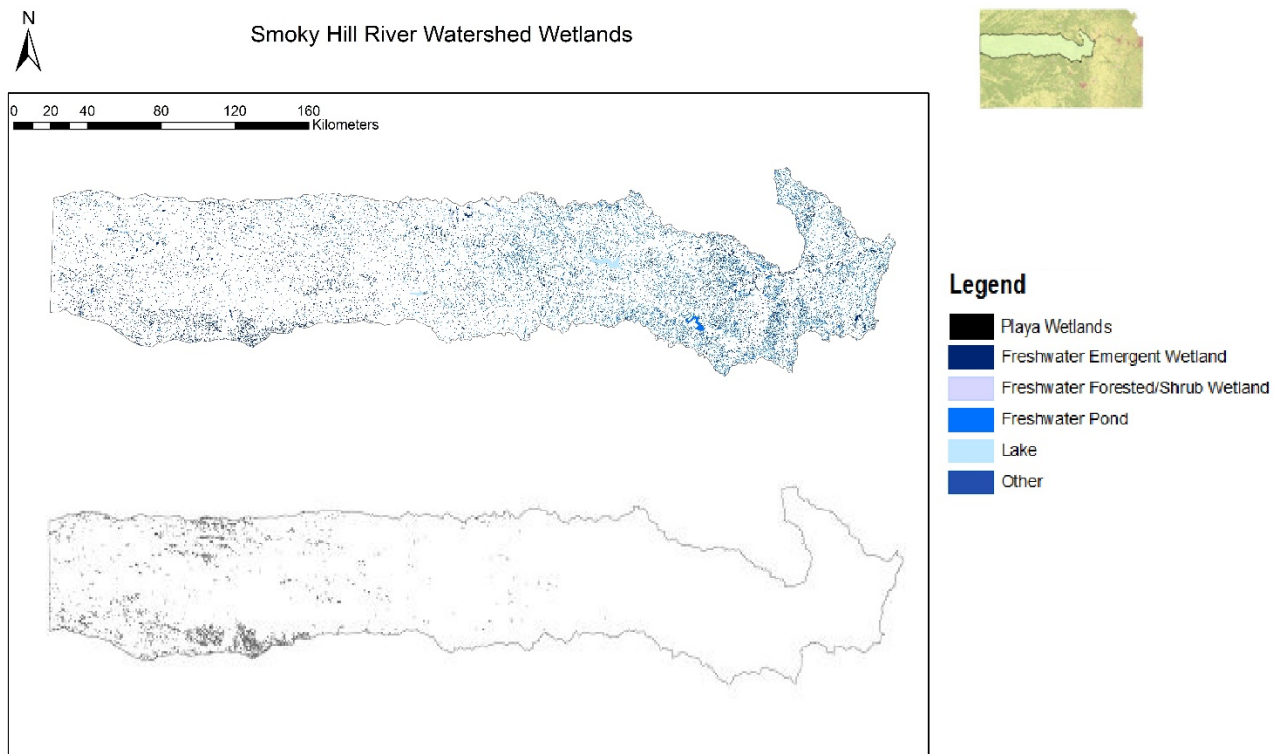 N
Smoky Hill River Watershed Wetlands
0 20 40 80 120 160
Kilometers
Legend
Playa Wetlands
Freshwater Emergent Wetland
Freshwater Forested/Shrub Wetland
Freshwater Pond
Lake
Other